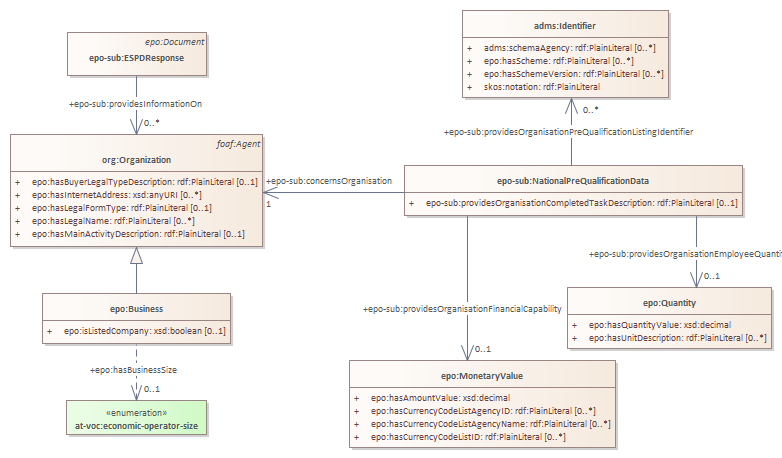 epo:Document
epo-sub:ESPDResponse
+epo-sub:providesInformationOn
0..*
foaf:Agent
org:Organization
+ epo:hasBuyerLegalTypeDescription: rdf:PlainLiteral [0..1]
+ epo:hasInternetAddress: xsd:anyURI [0..*]
+ epo:hasLegalFormType: rdf:PlainLiteral [0..1]
+ epo:hasLegalName: rdf:PlainLiteral [0..*]
+ epo:hasMainActivityDescription: rdf:PlainLiteral [0..1]
epo:Business
+ epo:isListedCompany: xsd:boolean [0..1]
+epo:hasBusinessSize
0..1
«enumeration»
at-voc:economic-operator-size
adms:Identifier
+ adms:schemaAgency: rdf:PlainLiteral [0..*]
+ epo:hasScheme: rdf:PlainLiteral [0..*]
+ epo:hasSchemeVersion: rdf:PlainLiteral [0..*]
+ skos:notation: rdf:PlainLiteral
0..*
+epo-sub:providesOrganisationPreQualificationListingIdentifier
+epo-sub:concernsOrganisation
1
epo-sub:NationalPreQualificationData
+ epo-sub:providesOrganisationCompletedTaskDescription: rdf:PlainLiteral [0..1]
+epo-sub:providesOrganisationEmployeeQuanti
0..1
epo:Quantity
+ epo:hasQuantityValue: xsd:decimal
+ epo:hasUnitDescription: rdf:PlainLiteral [0..*]
+epo-sub:providesOrganisationFinancialCapability
0..1
epo:MonetaryValue
+ epo:hasAmountValue: xsd:decimal
+ epo:hasCurrencyCodeListAgencyID: rdf:PlainLiteral [0..*]
+ epo:hasCurrencyCodeListAgencyName: rdf:PlainLiteral [0..*]
+ epo:hasCurrencyCodeListID: rdf:PlainLiteral [0..*]